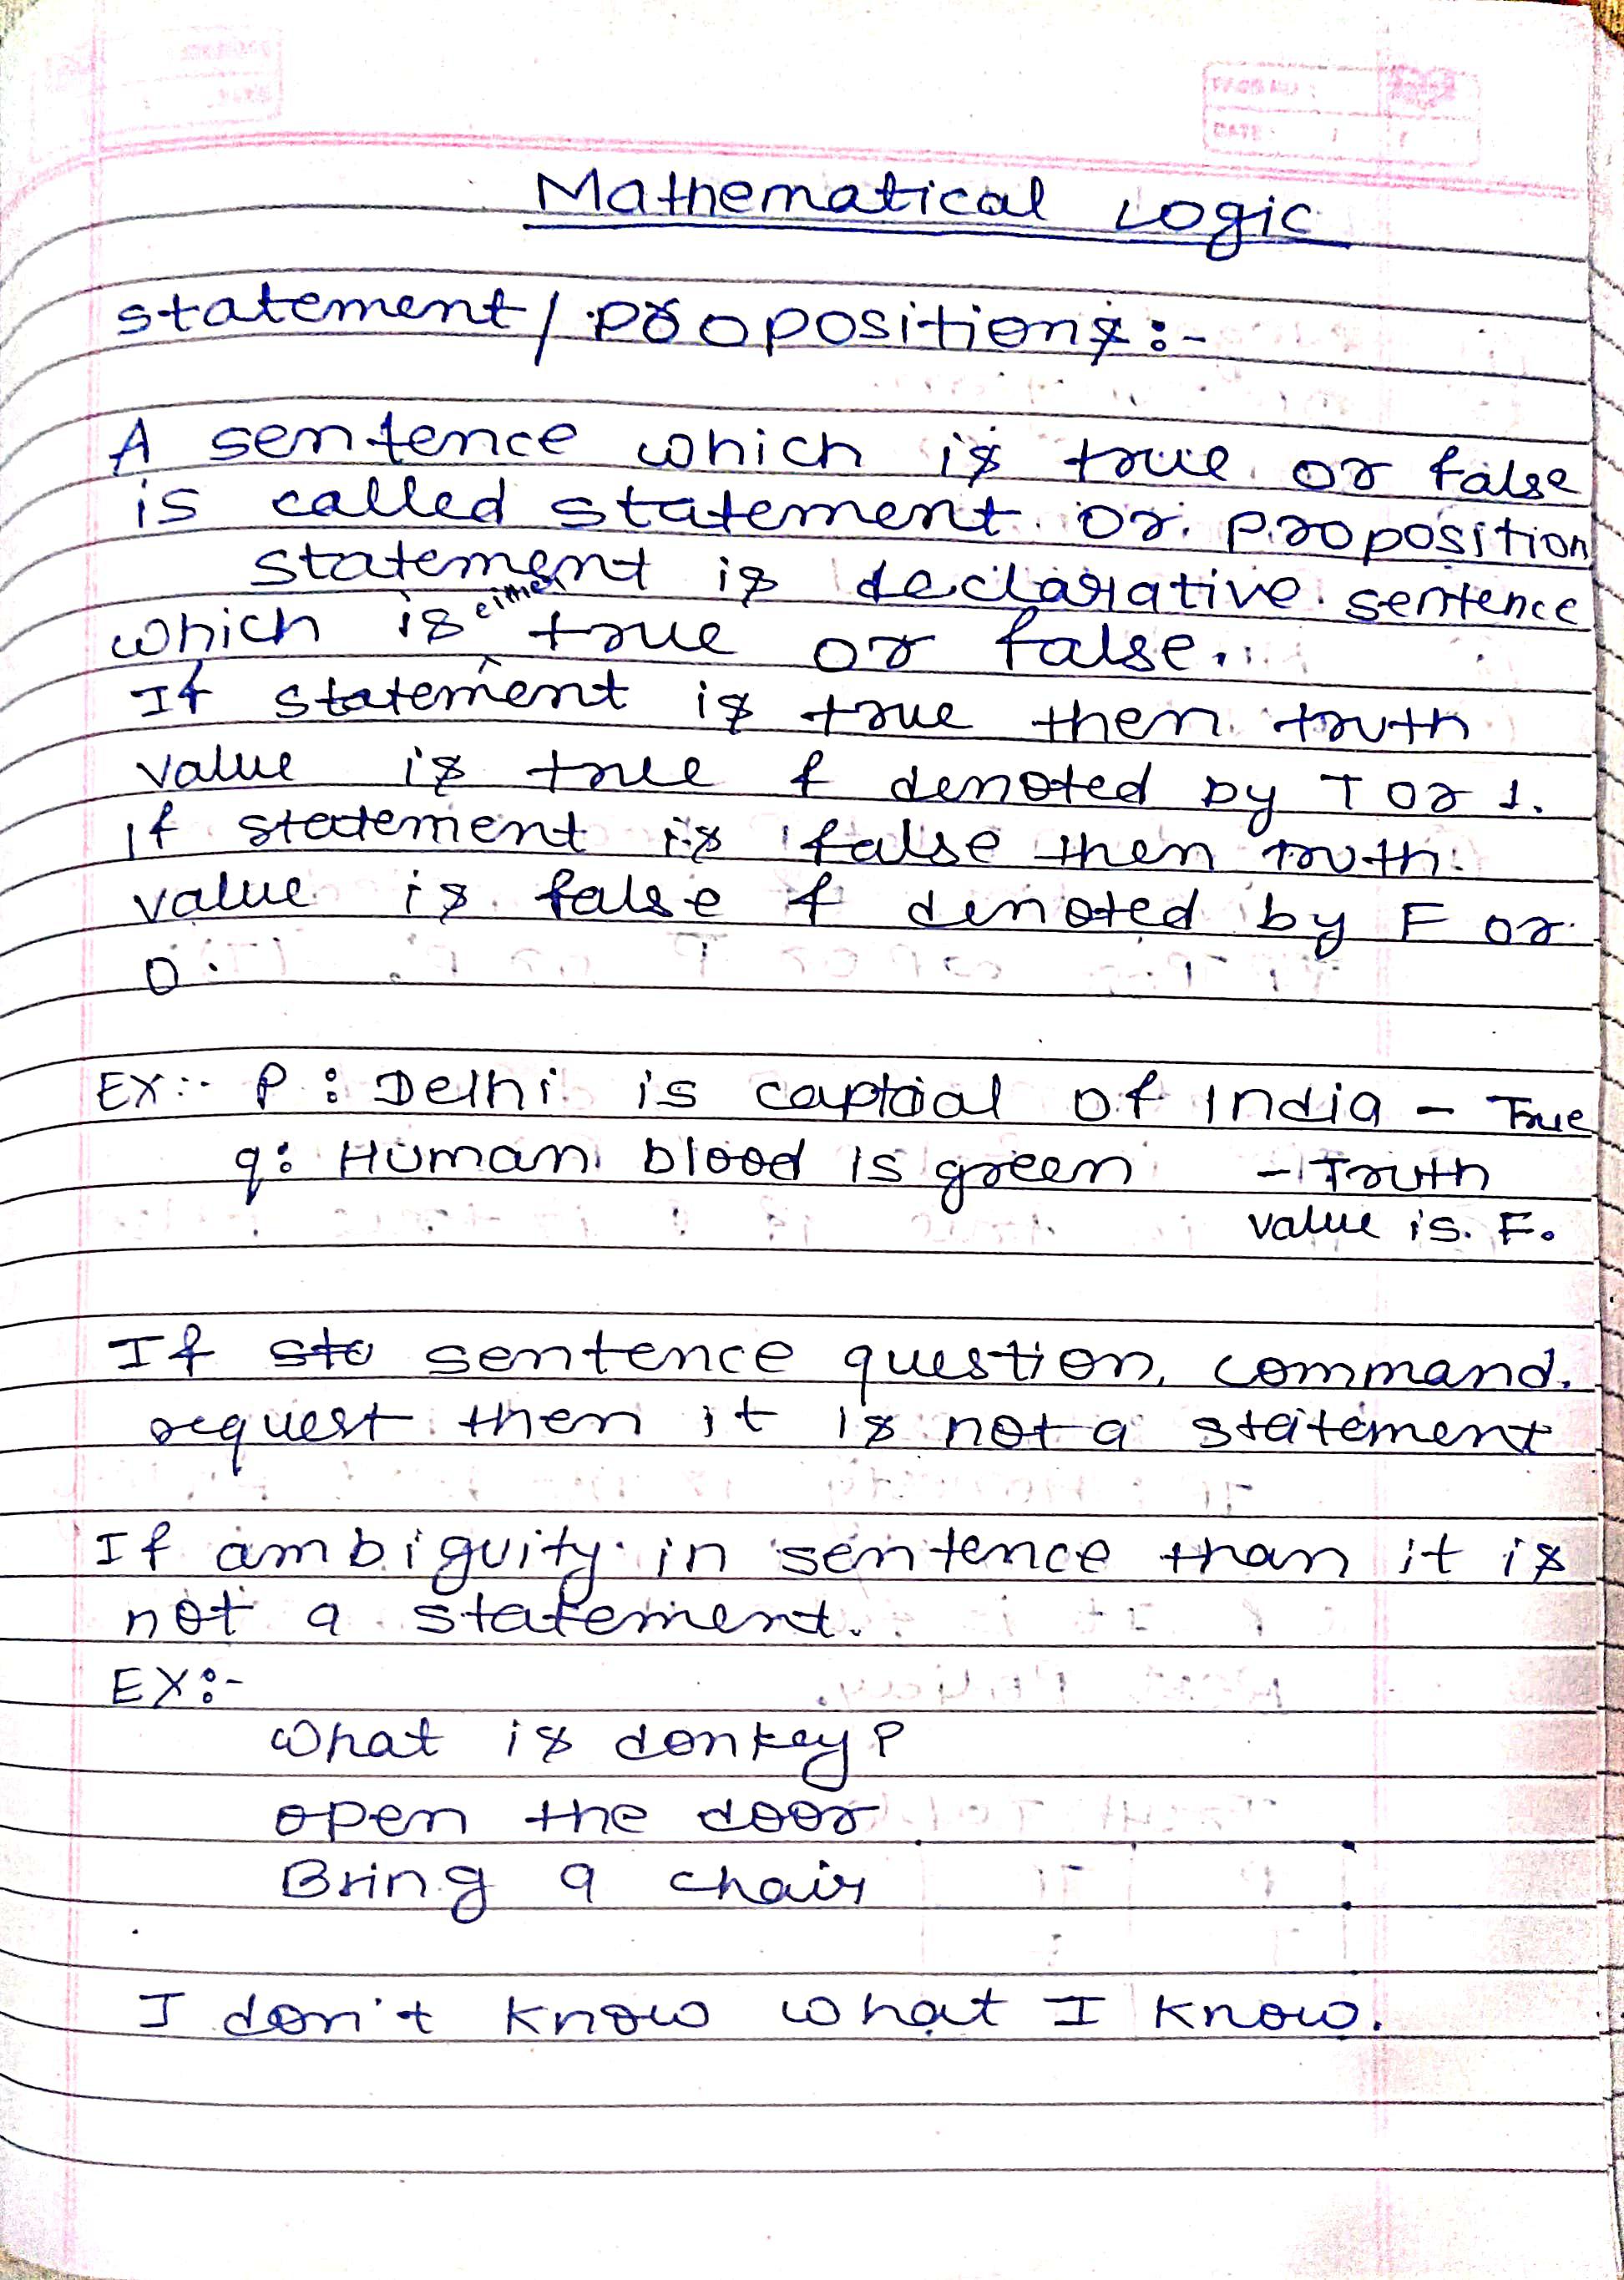 Mathematical Logic
statement / propositions :-
A sentence which is true or false
is called statement or proposition
statement is declarative sentence
which is either true or false.
If statement is true then truth
value is true & denoted by T or 1.
if statement is false then truth
value is false & denoted by F or
0.
EX:- P : Delhi is captial of India - True
q: Human blood is green - Truth
value is F.
If sentence question, command.
request then it is not a statement
If ambiguity in sentence than it is
not a statement.
EX:-
what is donkey?
open the door
Bring a chair
I don't know what I know.